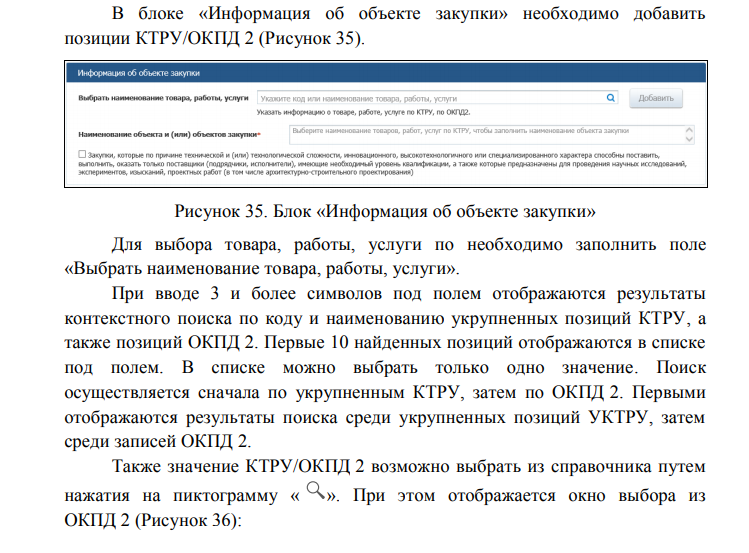 В блоке «Информация об объекте закупки» необходимо добавить
позиции КТРУ/ОКПД 2 (Рисунок 35).
Информация об объекте закупки
Выбрать наименование товара, работы, услуги Укажите код или наименование товара, работы, услуги Добавить
Указать информацию о товаре, работе, услуге по КТРУ, по ОКПД2.
Наименование объекта и (или) объектов закупки* Выберите наименование товаров, работ, услуг по КТРУ, чтобы заполнить наименование объекта закупки
Закупки, которые по причине технической и (или) технологической сложности, инновационного, высокотехнологичного или специализированного характера способны поставить,
выполнить, оказать только поставщики (подрядчики, исполнители), имеющие необходимый уровень квалификации, а также которые предназначены для проведения научных исследований,
экспериментов, изысканий, проектных работ (в том числе архитектурно-строительного проектирования)
Рисунок 35. Блок «Информация об объекте закупки»
Для выбора товара, работы, услуги по необходимо заполнить поле
«Выбрать наименование товара, работы, услуги».
При вводе 3 и более символов под полем отображаются результаты
контекстного поиска по коду и наименованию укрупненных позиций КТРУ, а
также позиций ОКПД 2. Первые 10 найденных позиций отображаются в списке
под полем. В списке можно выбрать только одно значение. Поиск
осуществляется сначала по укрупненным КТРУ, затем по ОКПД 2. Первыми
отображаются результаты поиска среди укрупненных позиций УКТРУ, затем
среди записей ОКПД 2.
Также значение КТРУ/ОКПД 2 возможно выбрать из справочника путем
нажатия на пиктограмму « ». При этом отображается окно выбора из
ОКПД 2 (Рисунок 36):